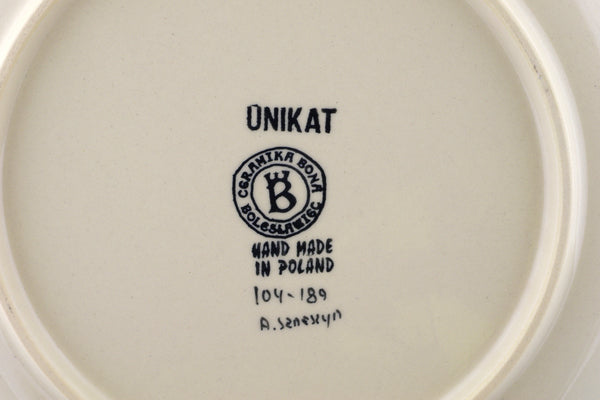 UNIKAT
CERAMIKA BONA
B
BOLESŁAWIEC
HAND MADE
IN POLAND
104-189
A.